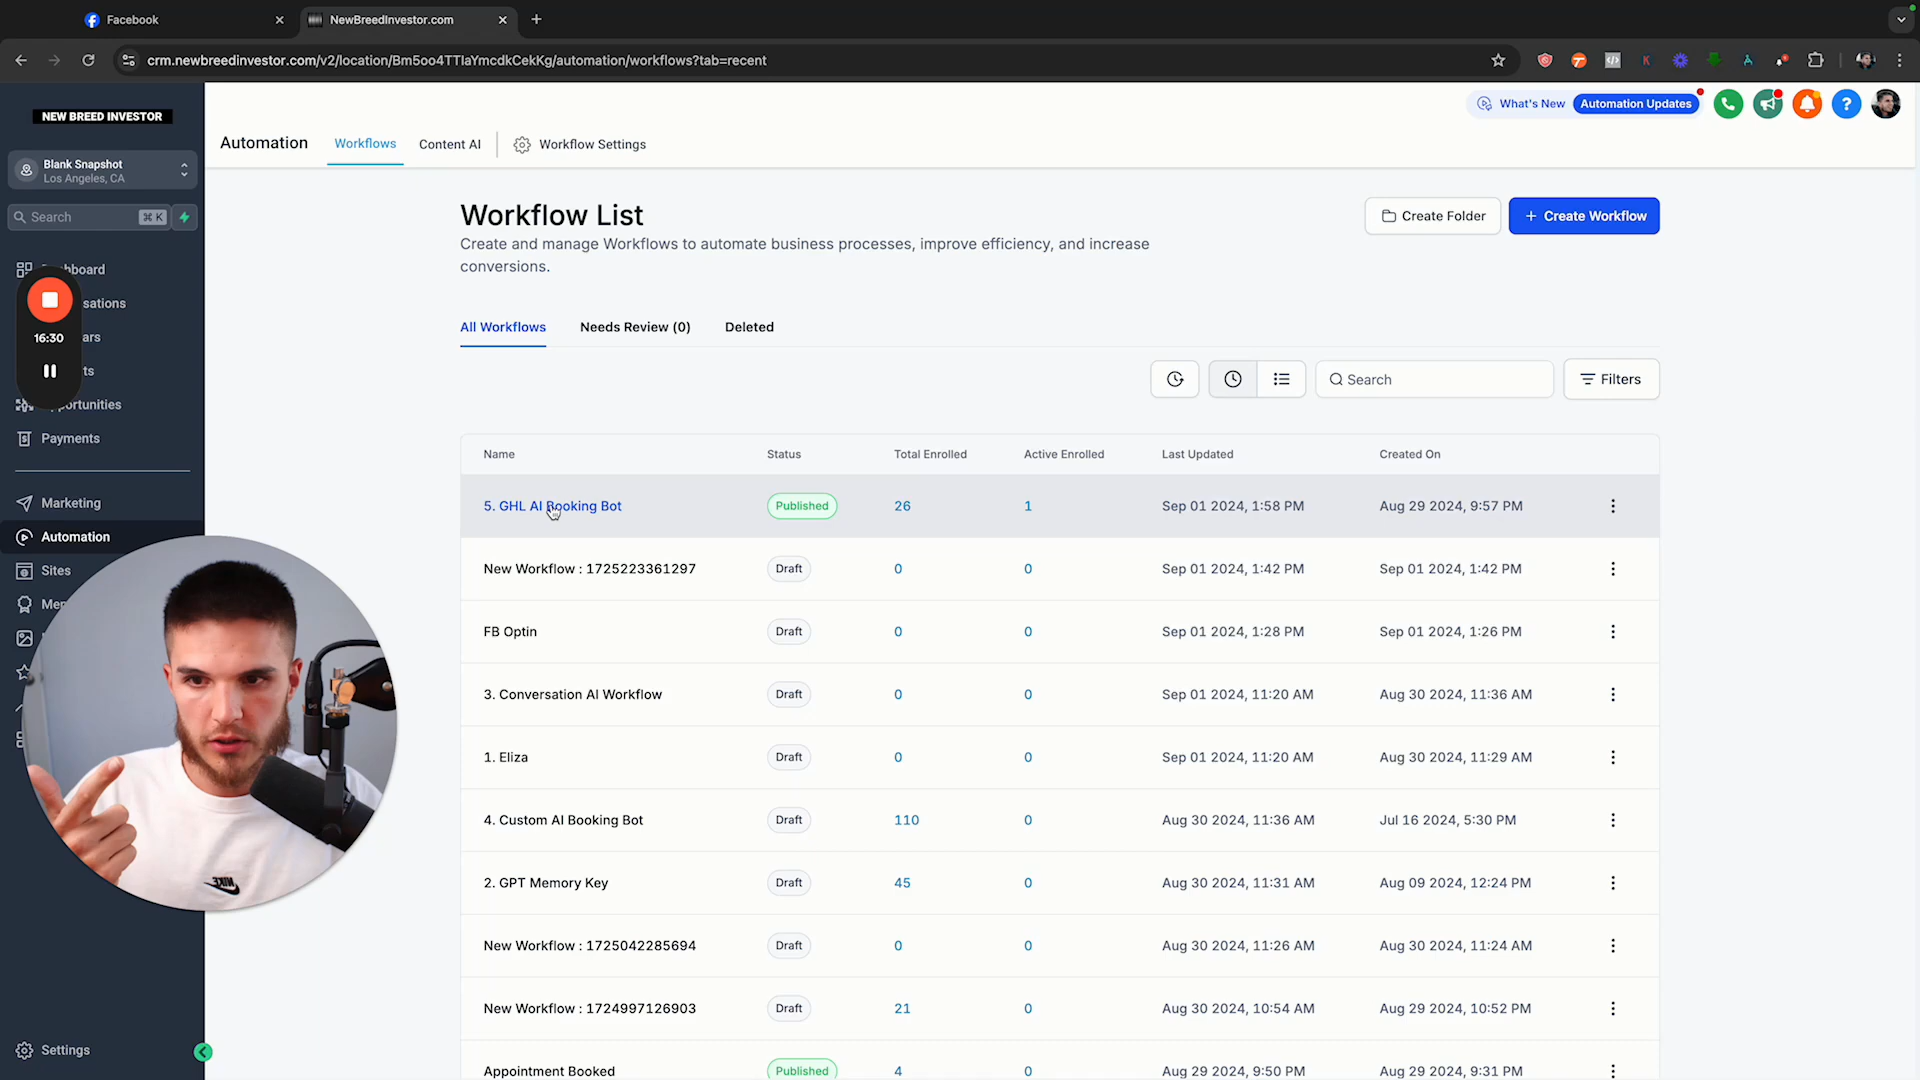 Facebook
NewBreedInvestor.com
crm.newbreedinvestor.com/v2/location/Bm5oo4TTIaYmcdkCekKg/automation/workflows?tab=recent
NEW BREED INVESTOR
What's New
Automation Updates
Automation
Workflows
Content AI
Workflow Settings
Blank Snapshot
Los Angeles, CA
Search
⌘ K
Workflow List
Create and manage Workflows to automate business processes, improve efficiency, and increase
conversions.
Create Folder
+ Create Workflow
16:30
Payments
Marketing
Automation
Sites
Settings
All Workflows
Needs Review (0)
Deleted
Search
Filters
Name Status Total Enrolled Active Enrolled Last Updated Created On
5. GHL AI Booking Bot Published 26 1 Sep 01 2024, 1:58 PM Aug 29 2024, 9:57 PM
New Workflow : 1725223361297 Draft 0 0 Sep 01 2024, 1:42 PM Sep 01 2024, 1:42 PM
FB Optin Draft 0 0 Sep 01 2024, 1:28 PM Sep 01 2024, 1:26 PM
3. Conversation AI Workflow Draft 0 0 Sep 01 2024, 11:20 AM Aug 30 2024, 11:36 AM
1. Eliza Draft 0 0 Sep 01 2024, 11:20 AM Aug 30 2024, 11:29 AM
4. Custom AI Booking Bot Draft 110 0 Aug 30 2024, 11:36 AM Jul 16 2024, 5:30 PM
2. GPT Memory Key Draft 45 0 Aug 30 2024, 11:31 AM Aug 09 2024, 12:24 PM
New Workflow : 1725042285694 Draft 0 0 Aug 30 2024, 11:26 AM Aug 30 2024, 11:24 AM
New Workflow : 1724997126903 Draft 21 0 Aug 30 2024, 10:54 AM Aug 29 2024, 10:52 PM
Appointment Booked Published 4 0 Aug 29 2024, 9:50 PM Aug 29 2024, 9:31 PM